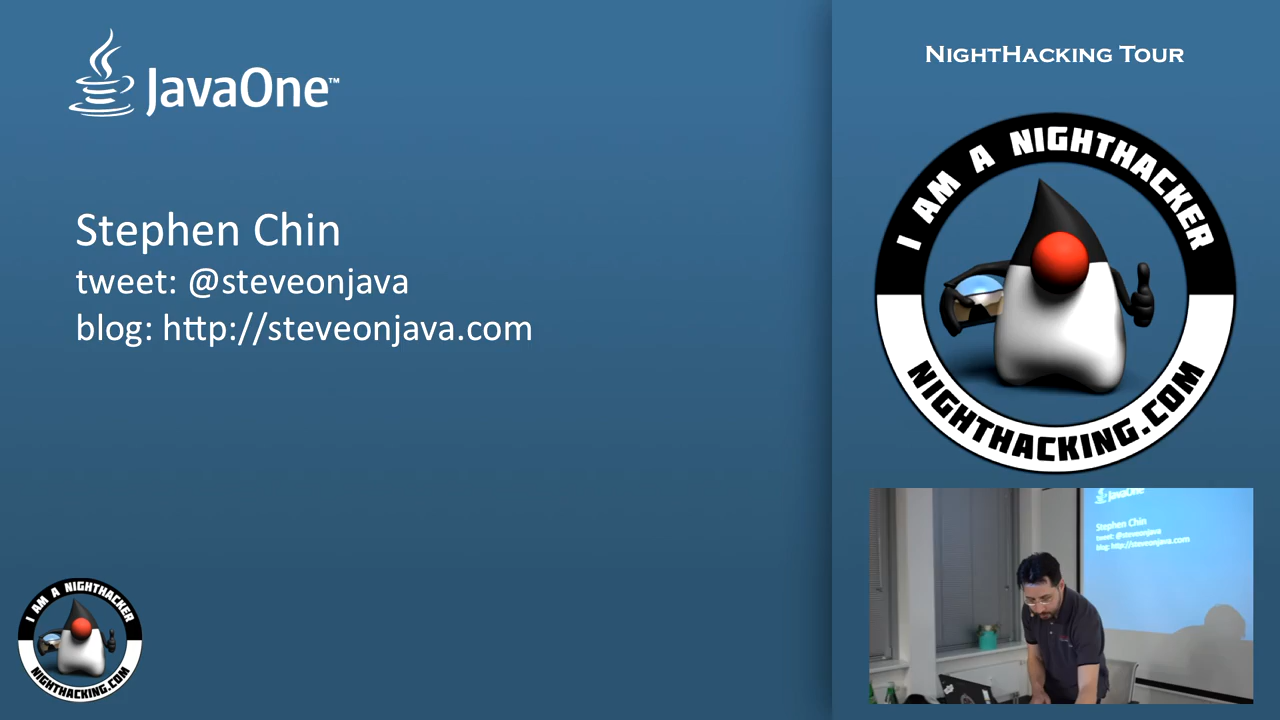 JavaOne™
Stephen Chin
tweet: @steveonjava
blog: http://steveonjava.com
I AM A NIGHTHACKER
NIGHTHACKING.COM
NightHacking Tour
I AM A NIGHTHACKER
NIGHTHACKING.COM
JavaOne
Stephen Chin
tweet: @steveonjava
blog: http://steveonjava.com